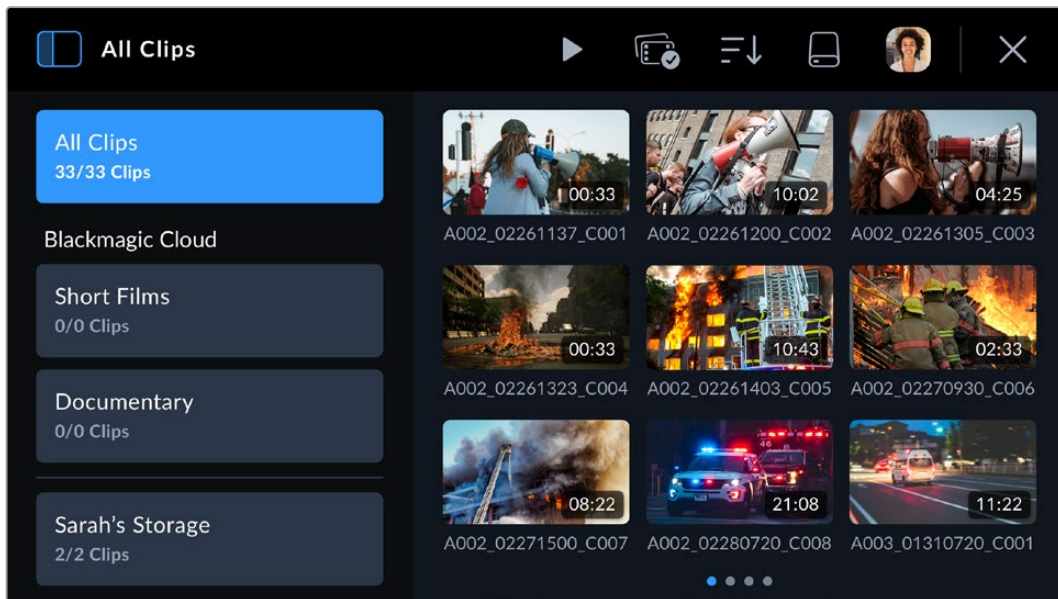 All Clips
All Clips
33/33 Clips
Blackmagic Cloud
Short Films
0/0 Clips
Documentary
0/0 Clips
Sarah's Storage
2/2 Clips
00:33
10:02
04:25
A002_02261137_C001
A002_02261200_C002
A002_02261305_C003
00:33
10:43
02:33
A002_02261323_C004
A002_02261403_C005
A002_02270930_C006
08:22
46
21:08
11:22
A002_02271500_C007
A002_02280720_C008
A003_01310720_C001